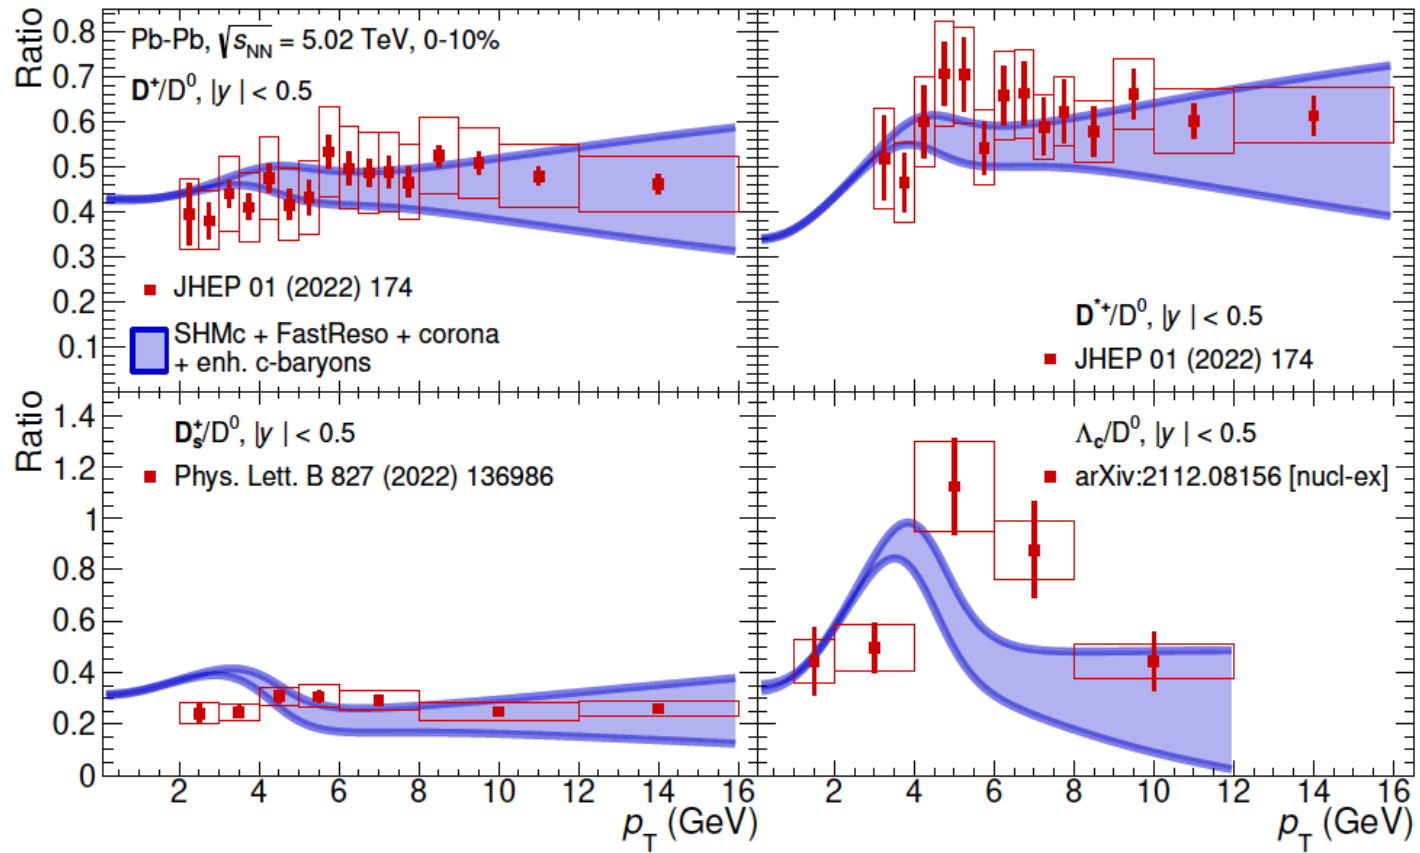 Ratio
0.8
0.7
0.6
0.5
0.4
0.3
0.2
0.1
Pb-Pb, √sNN = 5.02 TeV, 0-10%
D⁺/D⁰, |y| < 0.5
JHEP 01 (2022) 174
SHMc + FastReso + corona
+ enh. c-baryons
D*⁺/D⁰, |y| < 0.5
JHEP 01 (2022) 174
Ratio
1.4
1.2
1
0.8
0.6
0.4
0.2
0
Dₛ⁺/D⁰, |y| < 0.5
Phys. Lett. B 827 (2022) 136986
2 4 6 8 10 12 14 16
pT (GeV)
Λc/D⁰, |y| < 0.5
arXiv:2112.08156 [nucl-ex]
2 4 6 8 10 12 14 16
pT (GeV)